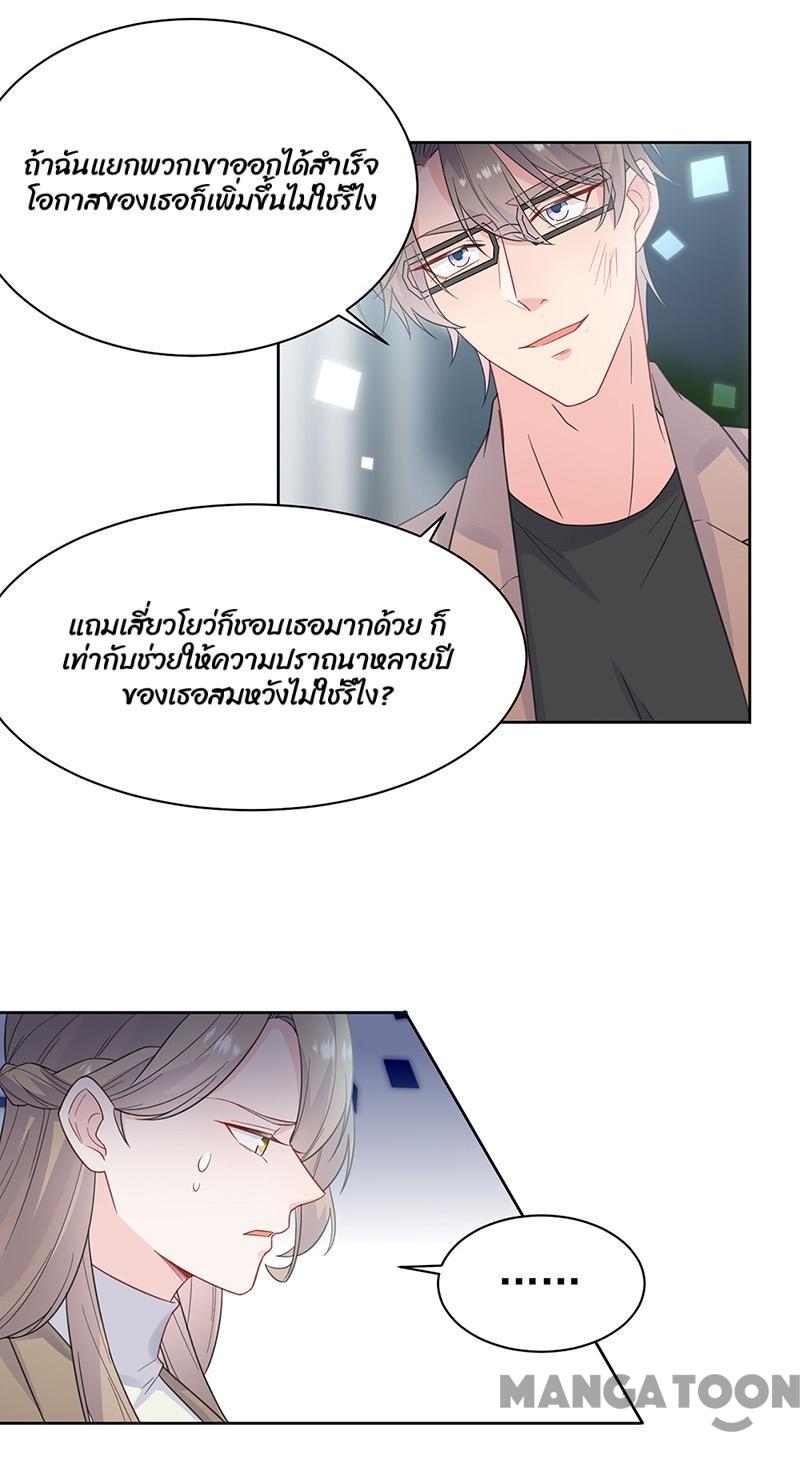 ถ้าฉันแยกพวกเขาออกได้สำเร็จ
โอกาสของเธอก็เพิ่มขึ้นไม่ใช่รึไง
แถมเสี่ยวโยว่ก็ชอบเธอมากด้วย ก็
เท่ากับช่วยให้ความปราถนาหลายปี
ของเธอสมหวังไม่ใช่รึไง?
......
MANGATOON